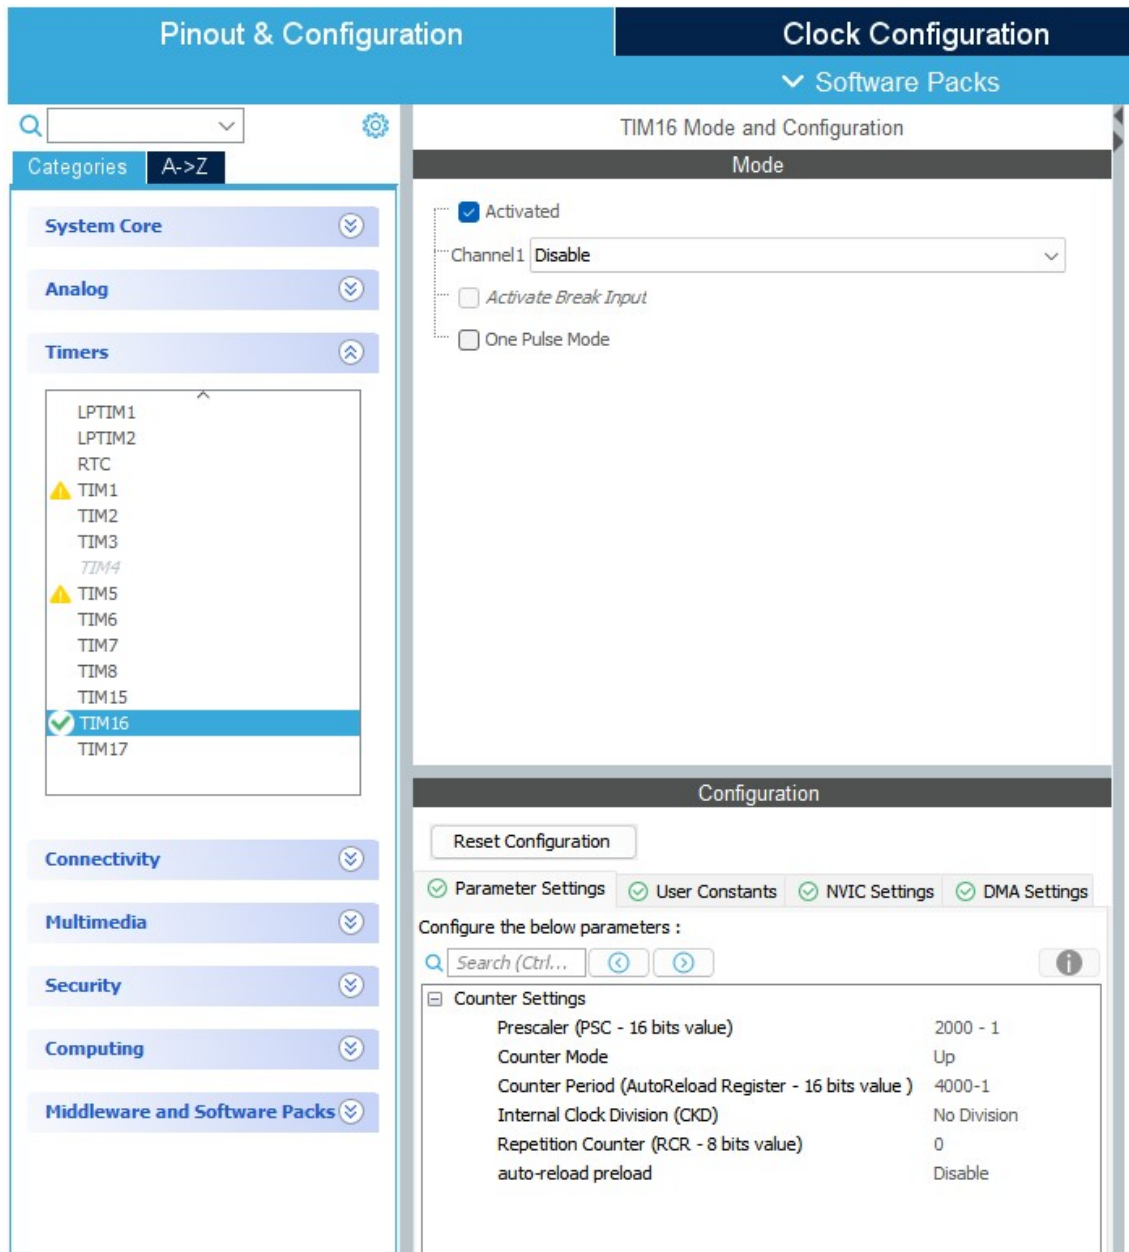 Pinout & Configuration
Clock Configuration
Software Packs
Categories
A->Z
System Core
Analog
Timers
LPTIM1
LPTIM2
RTC
TIM1
TIM2
TIM3
TIM4
TIM5
TIM6
TIM7
TIM8
TIM15
TIM16
TIM17
Connectivity
Multimedia
Security
Computing
Middleware and Software Packs
TIM16 Mode and Configuration
Mode
Activated
Channel1 Disable
Activate Break Input
One Pulse Mode
Configuration
Reset Configuration
Parameter Settings User Constants NVIC Settings DMA Settings
Configure the below parameters :
Search (Ctrl...
Counter Settings
Prescaler (PSC - 16 bits value) 2000 - 1
Counter Mode Up
Counter Period (AutoReload Register - 16 bits value ) 4000-1
Internal Clock Division (CKD) No Division
Repetition Counter (RCR - 8 bits value) 0
auto-reload preload Disable